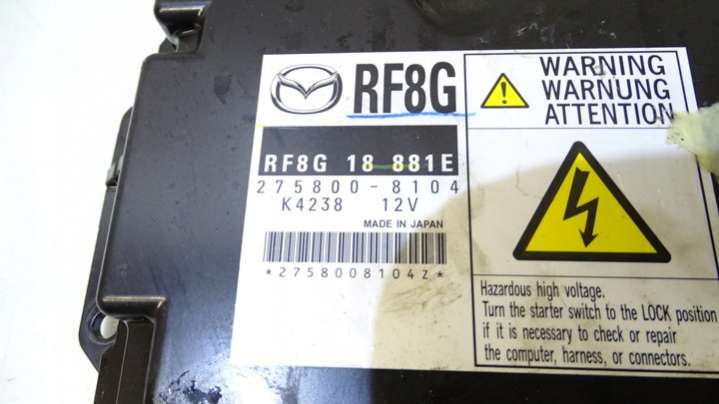 RF8G
RF8G 18 881E
275800-8104
K4238 12V
MADE IN JAPAN
*2758008104Z*
WARNING
WARNUNG
ATTENTION
Hazardous high voltage.
Turn the starter switch to the LOCK position
if it is necessary to check or repair
the computer, harness, or connectors.